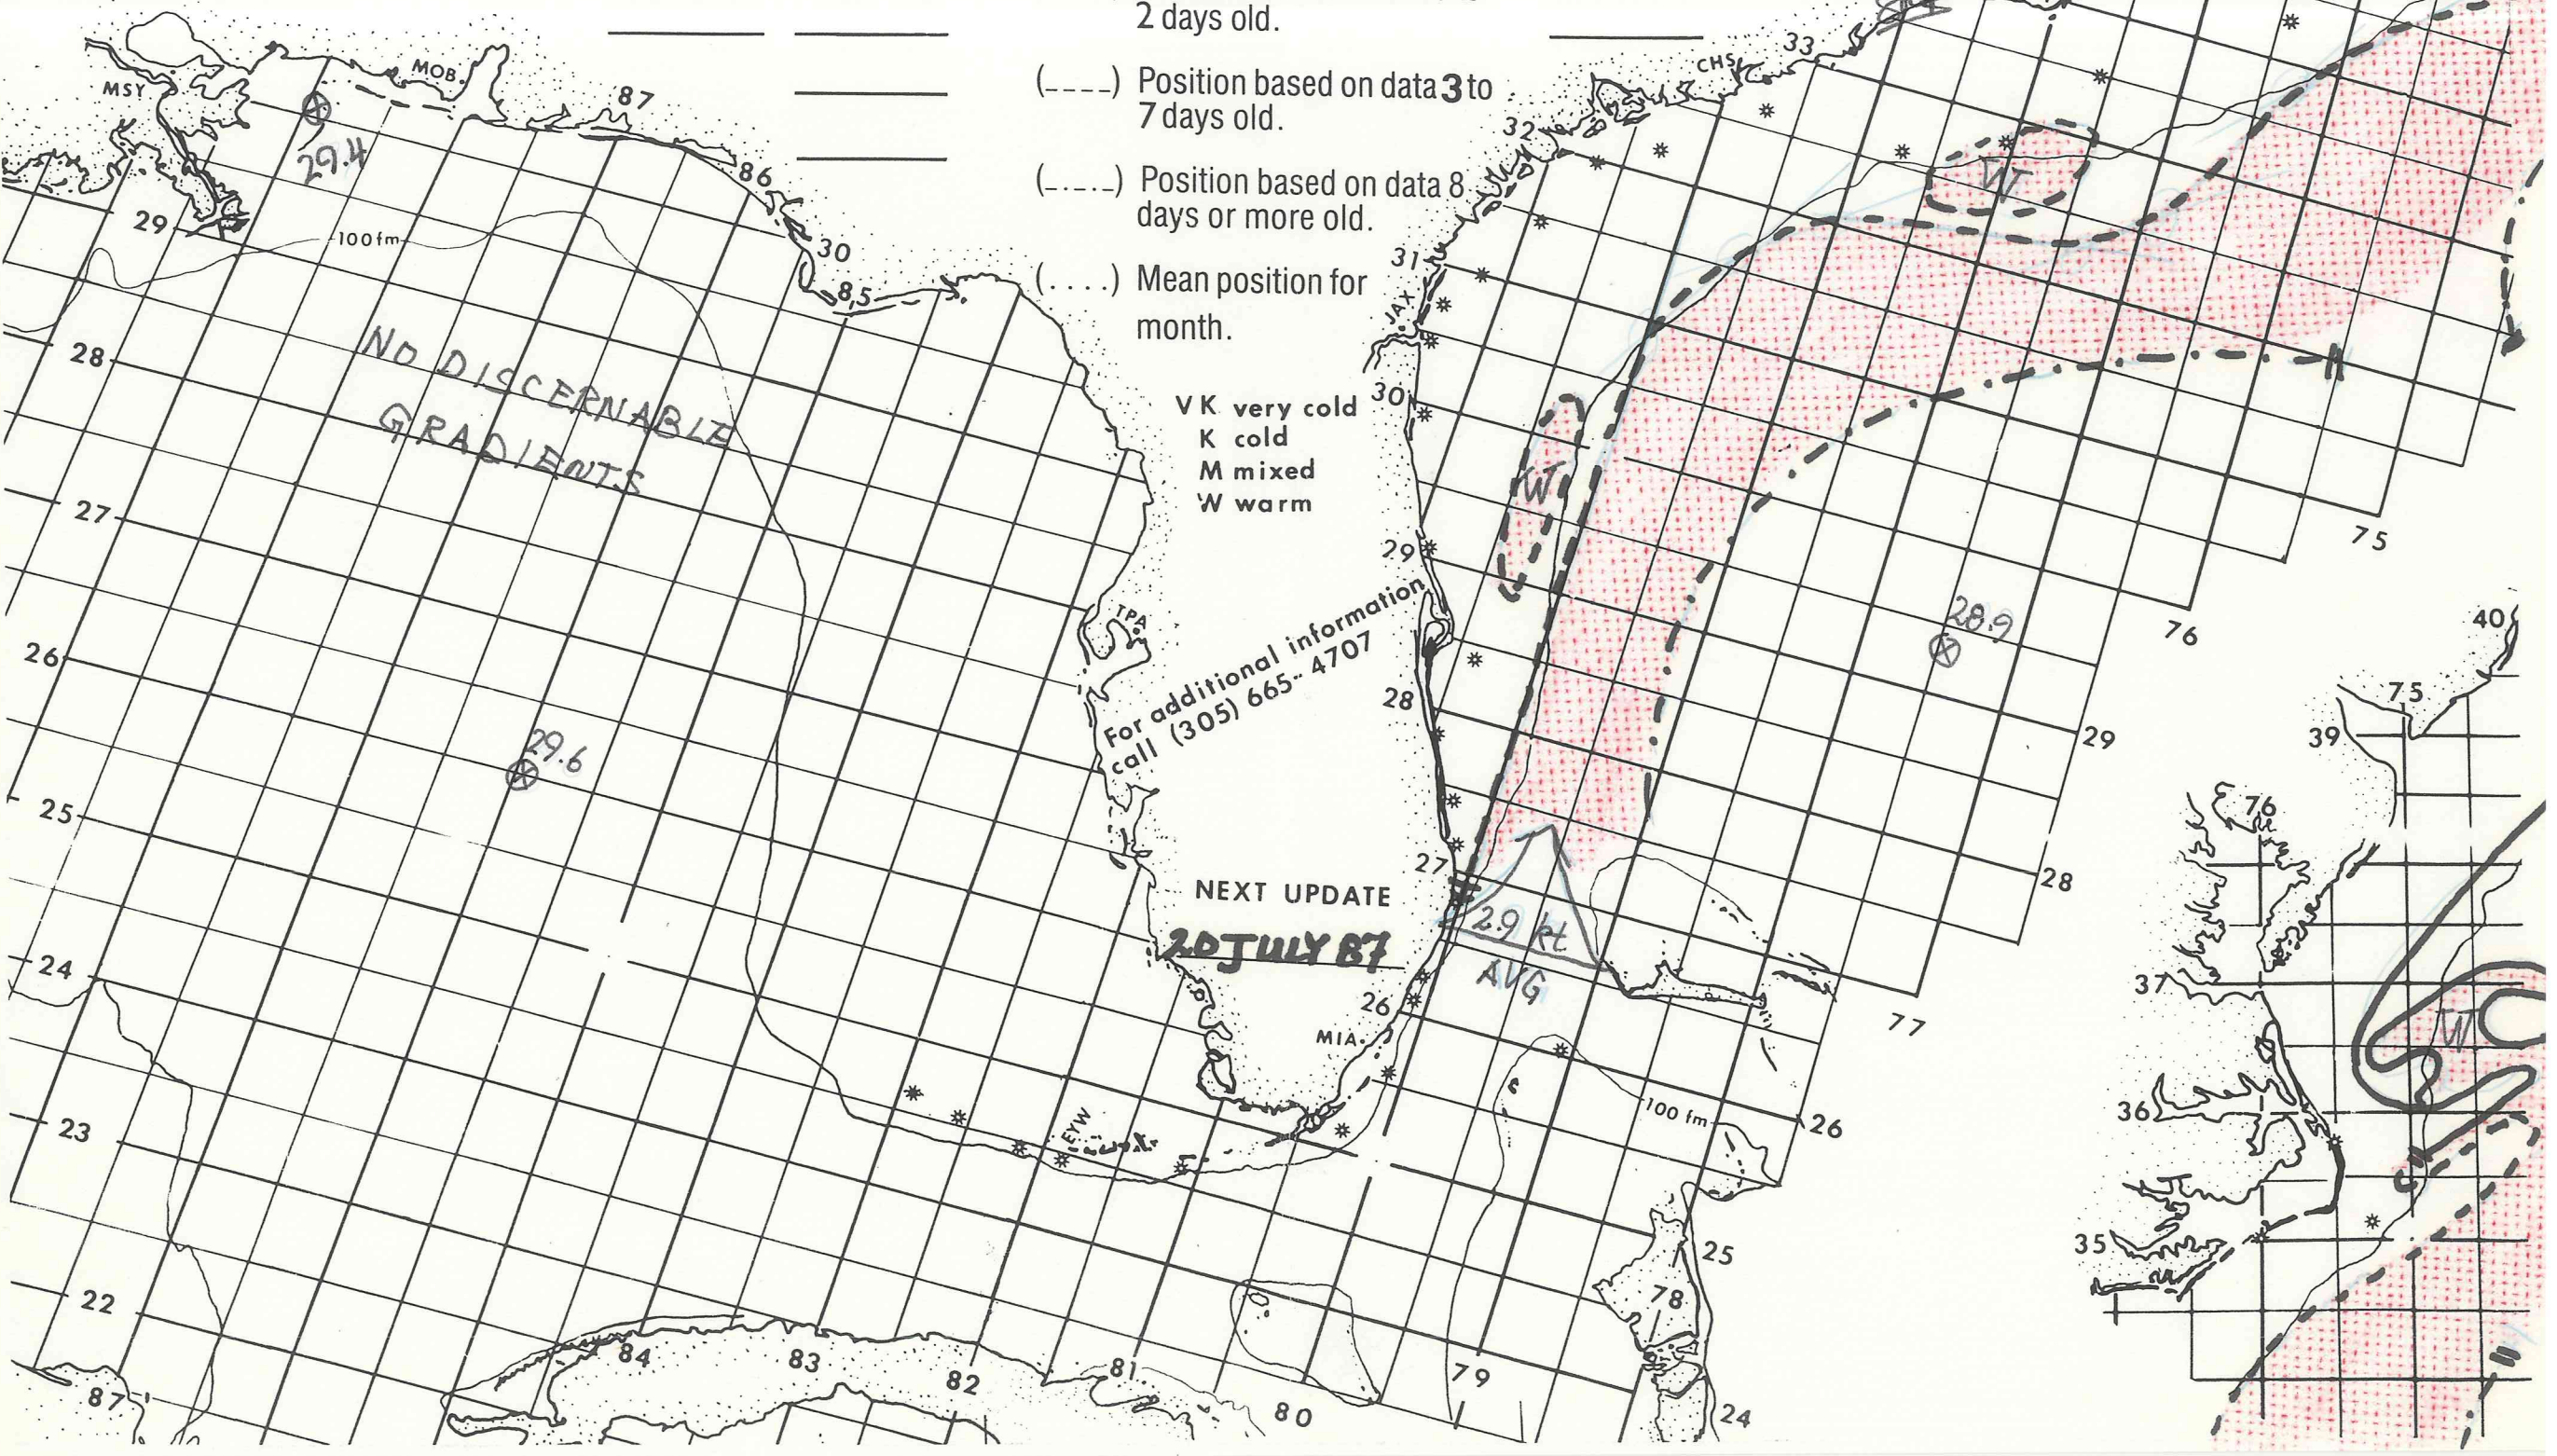 2 days old.
(----) Position based on data 3 to
7 days old.
(_._._) Position based on data 8
days or more old.
(....) Mean position for
month.
VK very cold
K cold
M mixed
W warm
For additional information
call (305) 665-4707
NEXT UPDATE
20 JULY 87
MSY
MOB.
87
86
30
85
29.4
29
100 fm
28
NO DISCERNABLE
GRADIENTS
27
26
29.6
25
24
23
22
87
84
83
82
81
80
79
EYW
MIA.
TPA
CHS
33
32
31
JAX
30
29
28
27
26
W
W
2.9 kt
AVG
28.9
75
76
29
28
77
100 fm
26
25
78
24
40
75
39
76
37
W
36
35